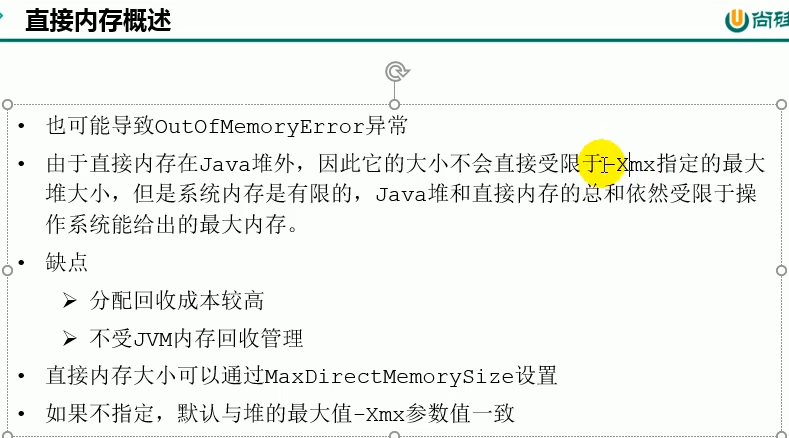 直接内存概述
尚硅
• 也可能导致OutOfMemoryError异常
• 由于直接内存在Java堆外，因此它的大小不会直接受限于-Xmx指定的最大
堆大小，但是系统内存是有限的，Java堆和直接内存的总和依然受限于操
作系统能给出的最大内存。
• 缺点
➢ 分配回收成本较高
➢ 不受JVM内存回收管理
• 直接内存大小可以通过MaxDirectMemorySize设置
• 如果不指定，默认与堆的最大值-Xmx参数值一致